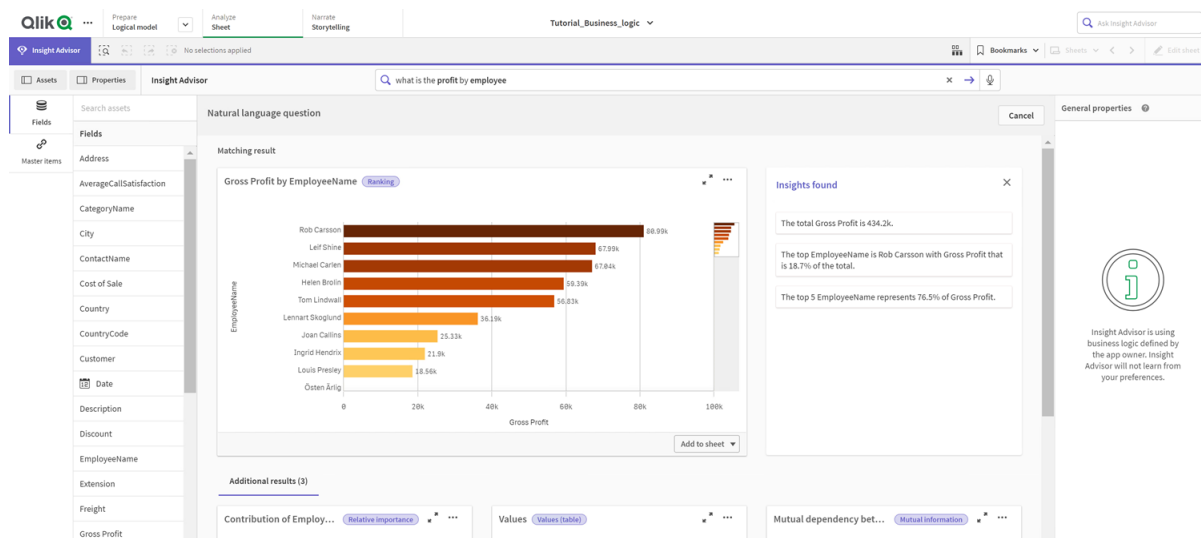 Qlik
Prepare
Logical model
Analyze
Sheet
Narrate
Storytelling
Tutorial_Business_logic
Ask Insight Advisor
Insight Advisor
No selections applied
Bookmarks
Sheets
Edit sheet
Assets
Properties
Insight Advisor
what is the profit by employee
Fields
Master items
Search assets
Fields
Address
AverageCallSatisfaction
CategoryName
City
ContactName
Cost of Sale
Country
CountryCode
Customer
Date
Description
Discount
EmployeeName
Extension
Freight
Gross Profit
Natural language question
Cancel
Matching result
Gross Profit by EmployeeName
Ranking
EmployeeName
Rob Carsson 80.99k
Leif Shine 67.99k
Michael Carlen 67.04k
Helen Brolin 59.39k
Tom Lindwall 56.83k
Lennart Skoglund 36.19k
Joan Callins 25.33k
Ingrid Hendrix 21.9k
Louis Presley 18.56k
Östen Ärlig
0 20k 40k 60k 80k 100k
Gross Profit
Add to sheet
Insights found
The total Gross Profit is 434.2k.
The top EmployeeName is Rob Carsson with Gross Profit that
is 18.7% of the total.
The top 5 EmployeeName represents 76.5% of Gross Profit.
Additional results (3)
Contribution of Employ...
Relative importance
Values
Values (table)
Mutual dependency bet...
Mutual information
General properties
Insight Advisor is using
business logic defined by
the app owner. Insight
Advisor will not learn from
your preferences.